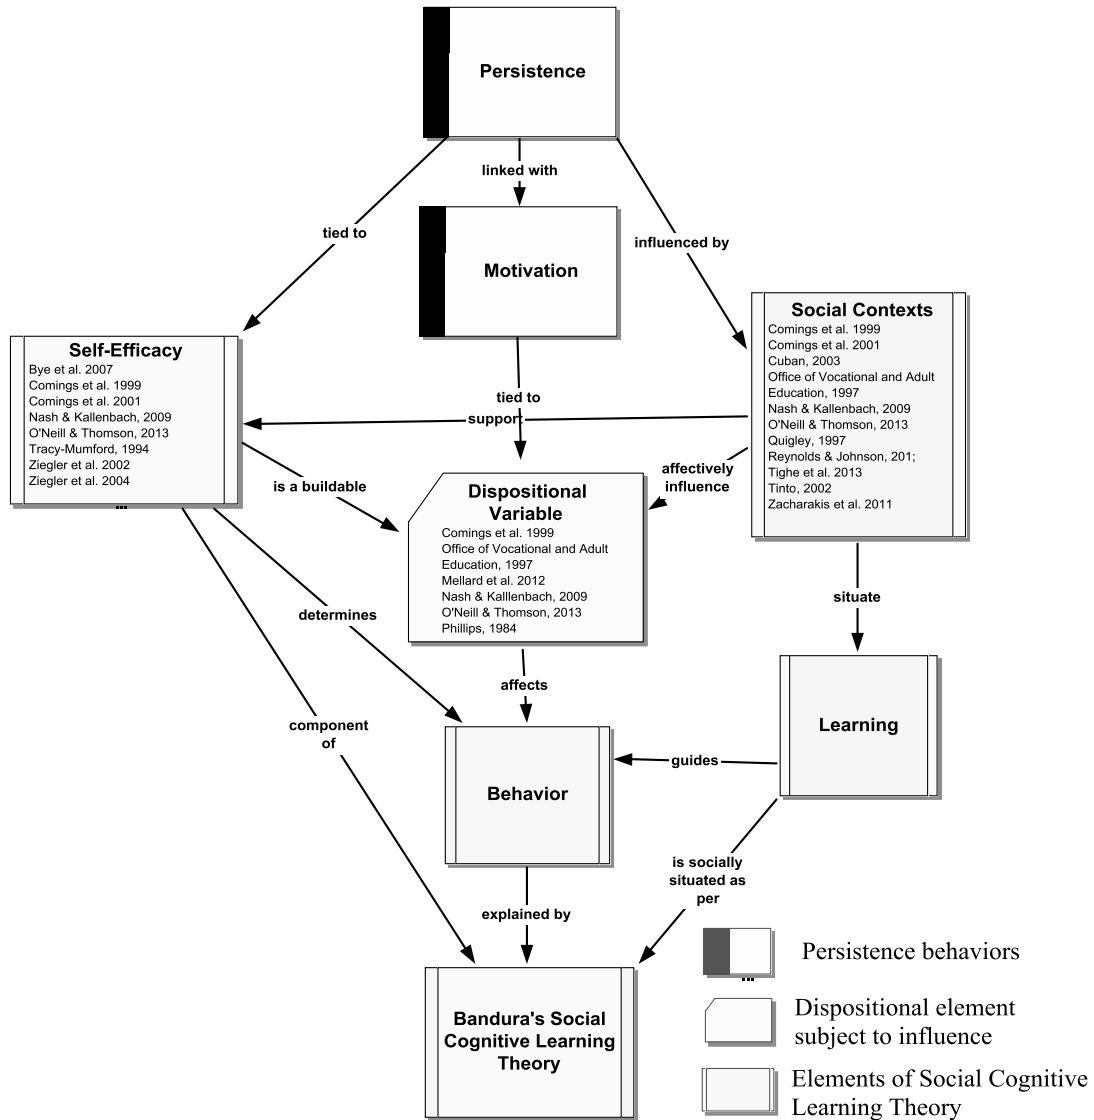 Persistence
linked with
tied to
influenced by
Motivation
Social Contexts
Comings et al. 1999
Comings et al. 2001
Cuban, 2003
Office of Vocational and Adult
Education, 1997
Nash & Kallenbach, 2009
O'Neill & Thomson, 2013
Quigley, 1997
Reynolds & Johnson, 201;
Tighe et al. 2013
Tinto, 2002
Zacharakis et al. 2011
Self-Efficacy
Bye et al. 2007
Comings et al. 1999
Comings et al. 2001
Nash & Kallenbach, 2009
O'Neill & Thomson, 2013
Tracy-Mumford, 1994
Ziegler et al. 2002
Ziegler et al. 2004
tied to
support
affectively
influence
is a buildable
Dispositional
Variable
Comings et al. 1999
Office of Vocational and Adult
Education, 1997
Mellard et al. 2012
Nash & Kalllenbach, 2009
O'Neill & Thomson, 2013
Phillips, 1984
situate
determines
affects
component
of
Learning
guides
Behavior
is socially
situated as
per
explained by
Bandura's Social
Cognitive Learning
Theory
Persistence behaviors
Dispositional element
subject to influence
Elements of Social Cognitive
Learning Theory